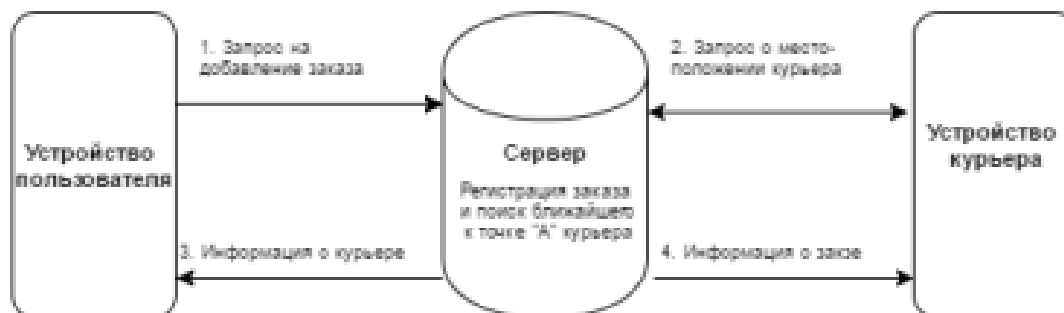 1. Запрос на
добавление заказа
2. Запрос о место-
положении курьера
Устройство
пользователя
Сервер
Регистрация заказа
и поиск ближайшего
к точке "А" курьера
Устройство
курьера
3. Информация о курьере
4. Информация о закзе